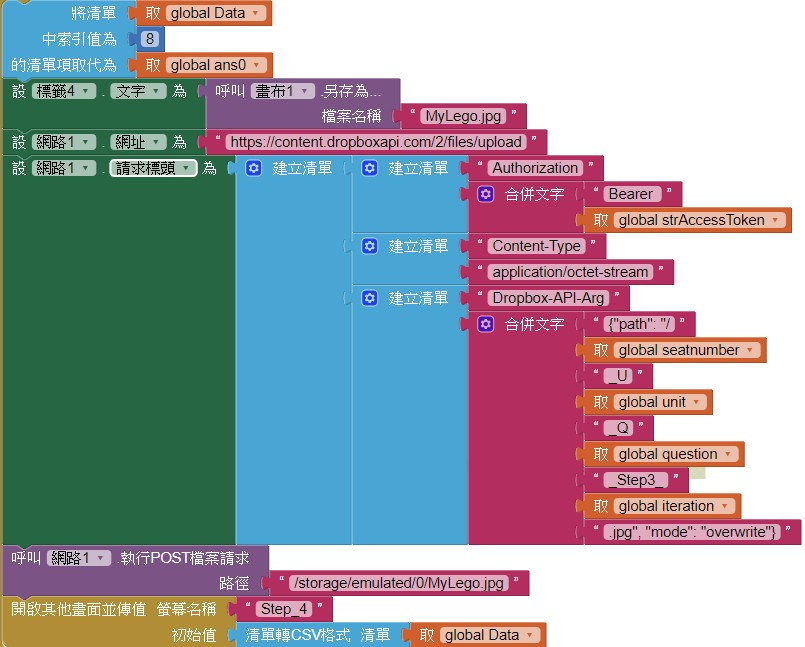 將清單 取 global Data
中索引值為 8
的清單項取代為 取 global ans0
設 標籤4 . 文字 為 呼叫 畫布1 .另存為...
檔案名稱 “ MyLego.jpg ”
設 網路1 . 網址 為 “ https://content.dropboxapi.com/2/files/upload ”
設 網路1 . 請求標頭 為 建立清單 建立清單 “ Authorization ”
合併文字 “ Bearer ”
取 global strAccessToken
建立清單 “ Content-Type ”
“ application/octet-stream ”
建立清單 “ Dropbox-API-Arg ”
合併文字 “ {"path": "/ ”
取 global seatnumber
“ _U ”
取 global unit
“ _Q ”
取 global question
“ _Step3_ ”
取 global iteration
“ .jpg", "mode": "overwrite"} ”
呼叫 網路1 .執行POST檔案請求
路徑 “ /storage/emulated/0/MyLego.jpg ”
開啟其他畫面並傳值 螢幕名稱 “ Step_4 ”
初始值 清單轉CSV格式 清單 取 global Data